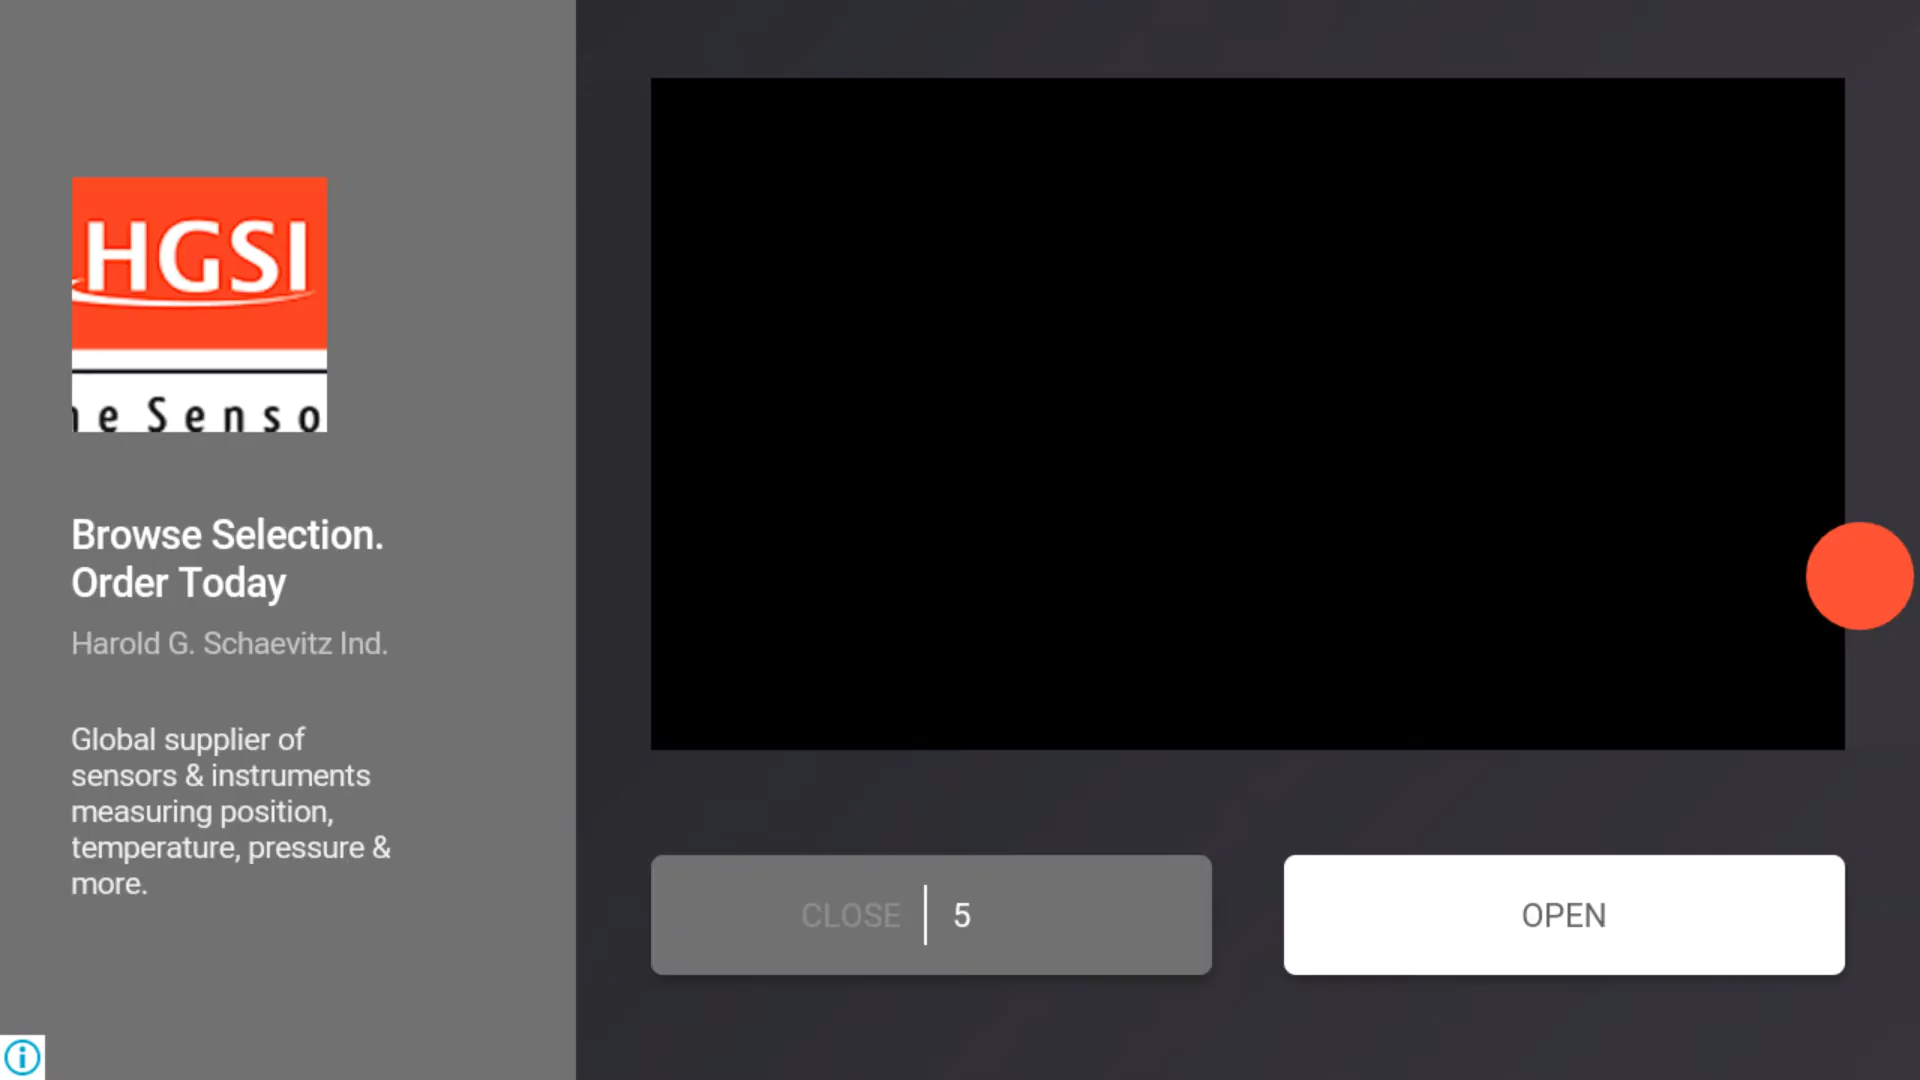 HGSI
e Senso
Browse Selection.
Order Today
Harold G. Schaevitz Ind.
Global supplier of
sensors & instruments
measuring position,
temperature, pressure &
more.
CLOSE | 5
OPEN